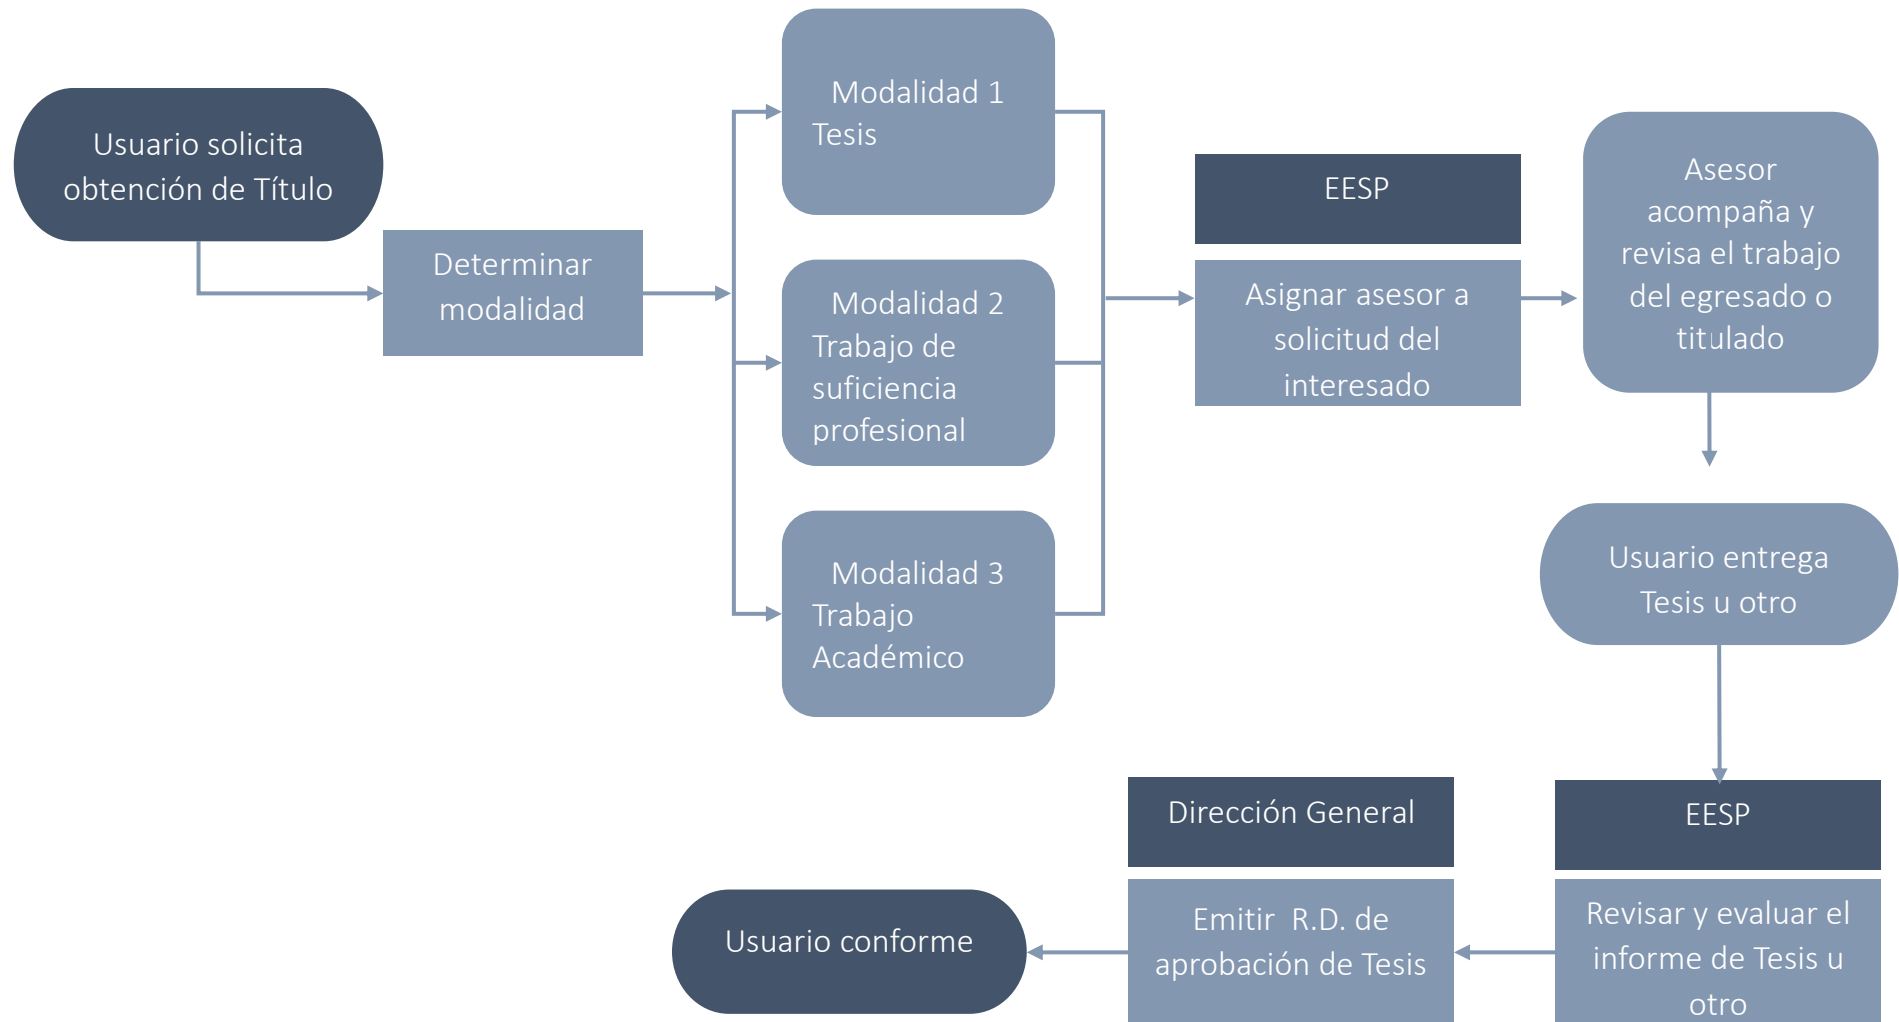 Usuario solicita
obtención de Título
Determinar
modalidad
Modalidad 1
Tesis
Modalidad 2
Trabajo de
suficiencia
profesional
Modalidad 3
Trabajo
Académico
EESP
Asignar asesor a
solicitud del
interesado
Asesor
acompaña y
revisa el trabajo
del egresado o
titulado
Usuario entrega
Tesis u otro
EESP
Revisar y evaluar el
informe de Tesis u
otro
Dirección General
Emitir R.D. de
aprobación de Tesis
Usuario conforme